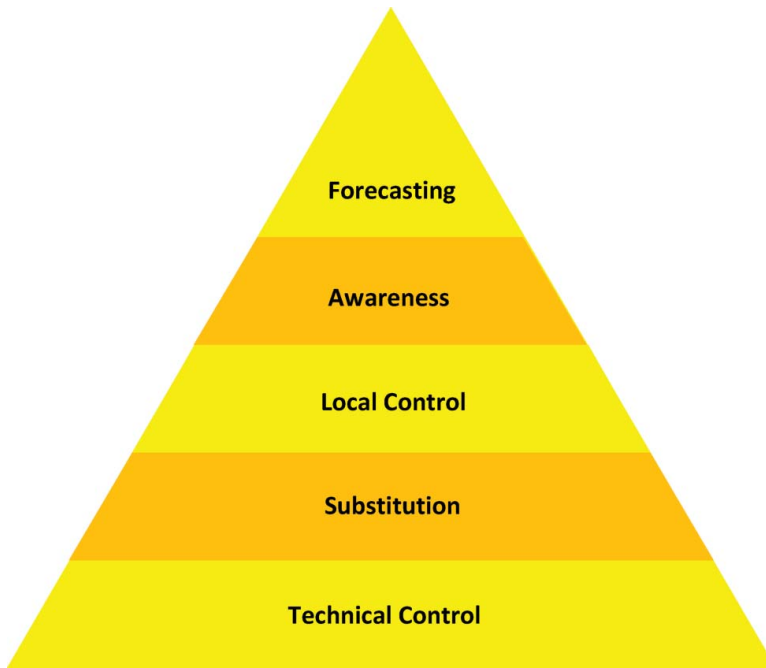 Forecasting
Awareness
Local Control
Substitution
Technical Control